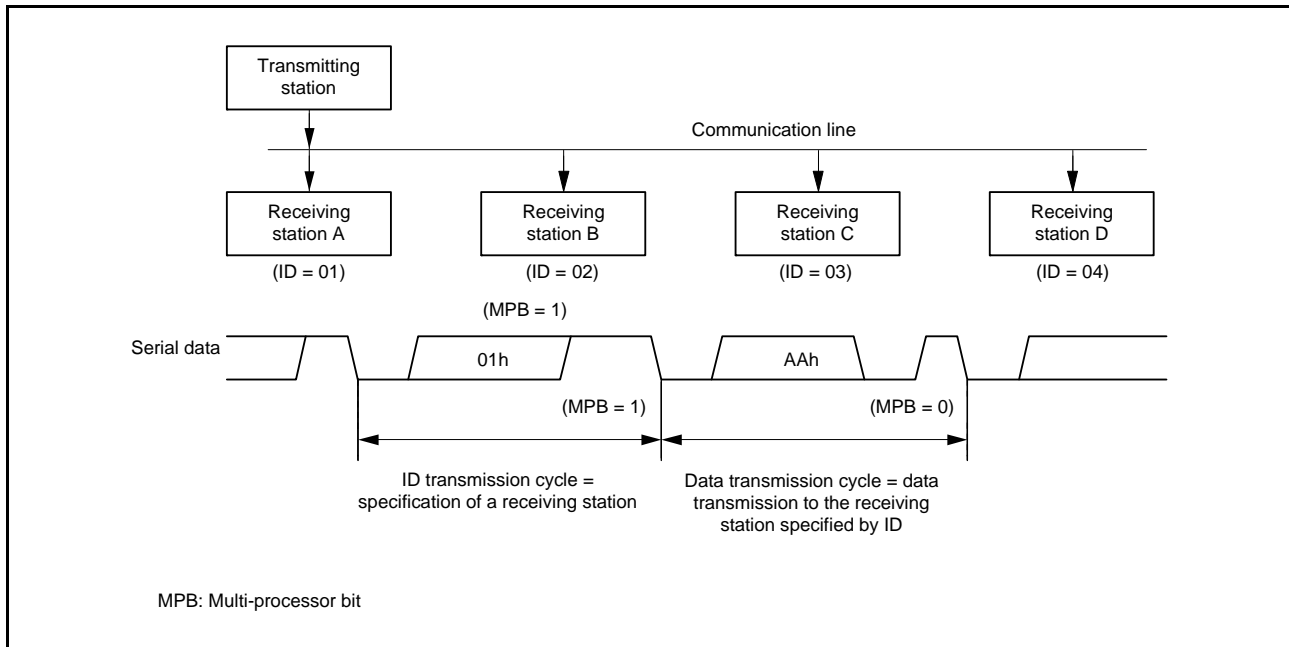 Transmitting
station
Communication line
Receiving
station A
Receiving
station B
Receiving
station C
Receiving
station D
(ID = 01)
(ID = 02)
(ID = 03)
(ID = 04)
(MPB = 1)
Serial data
01h
AAh
(MPB = 1)
(MPB = 0)
ID transmission cycle =
specification of a receiving station
Data transmission cycle = data
transmission to the receiving
station specified by ID
MPB: Multi-processor bit